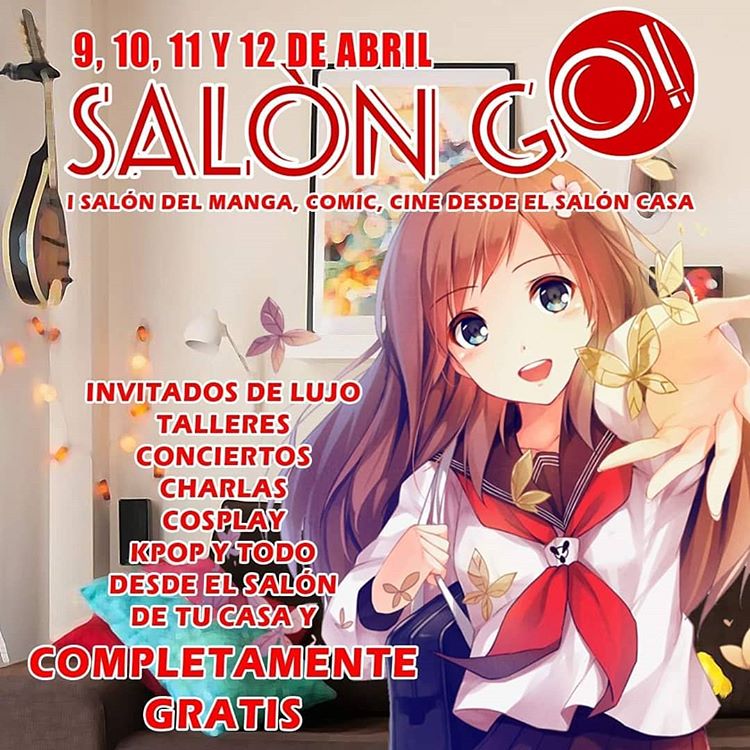 9, 10, 11 Y 12 DE ABRIL
SALÒN GO!!
I SALÓN DEL MANGA, COMIC, CINE DESDE EL SALÓN CASA
INVITADOS DE LUJO
TALLERES
CONCIERTOS
CHARLAS
COSPLAY
KPOP Y TODO
DESDE EL SALÓN
DE TU CASA Y
COMPLETAMENTE
GRATIS